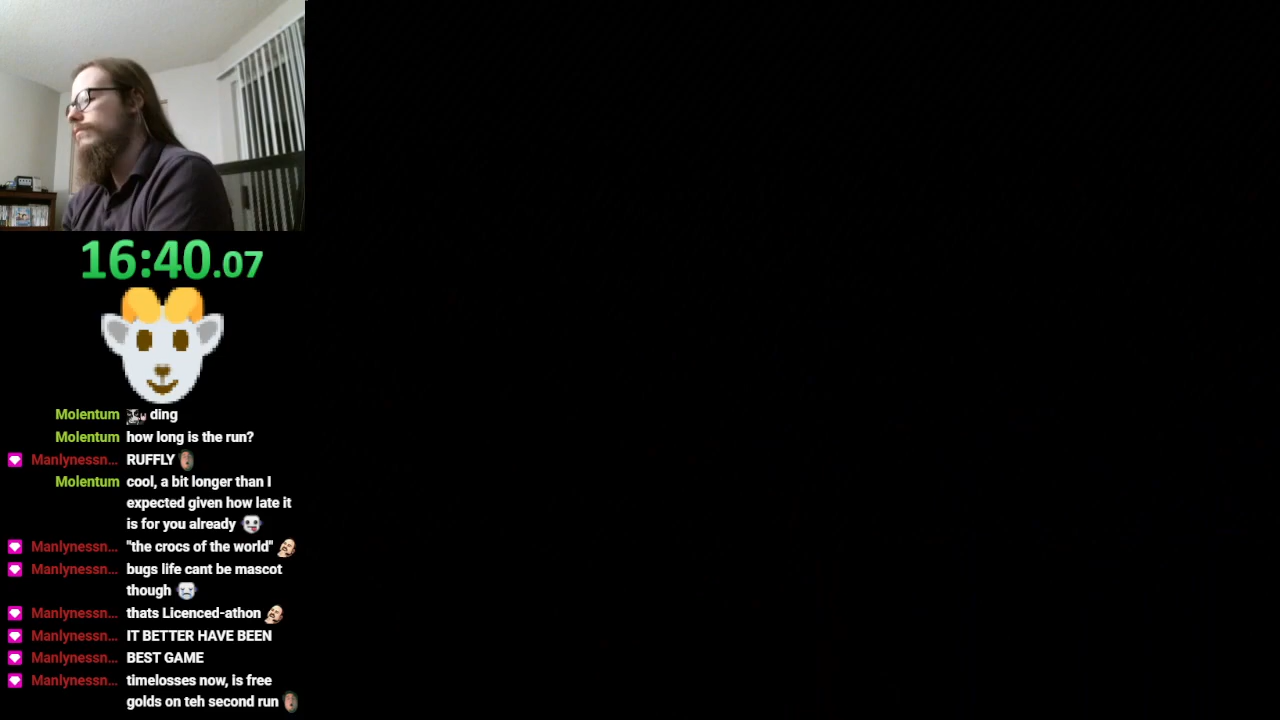 16:40.07
Molentum ding
Molentum how long is the run?
Manlynessn... RUFFLY
Molentum cool, a bit longer than I
expected given how late it
is for you already
Manlynessn... "the crocs of the world"
Manlynessn... bugs life cant be mascot
though
Manlynessn... thats Licenced-athon
Manlynessn... IT BETTER HAVE BEEN
Manlynessn... BEST GAME
Manlynessn... timelosses now, is free
golds on teh second run